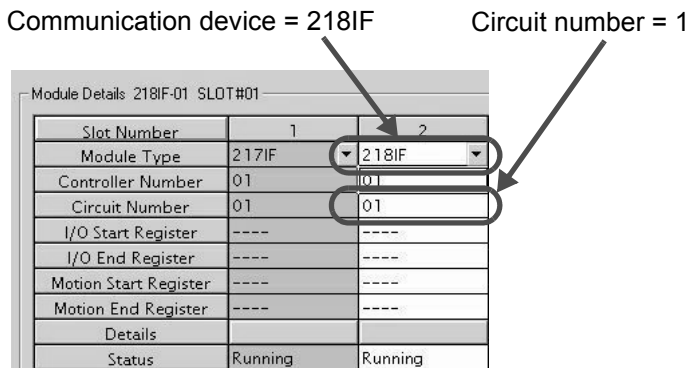 Communication device = 218IF
Circuit number = 1
Module Details 218IF-01 SLOT#01
Slot Number 1 2
Module Type 217IF 218IF
Controller Number 01 01
Circuit Number 01 01
I/O Start Register ---- ----
I/O End Register ---- ----
Motion Start Register ---- ----
Motion End Register ---- ----
Details
Status Running Running